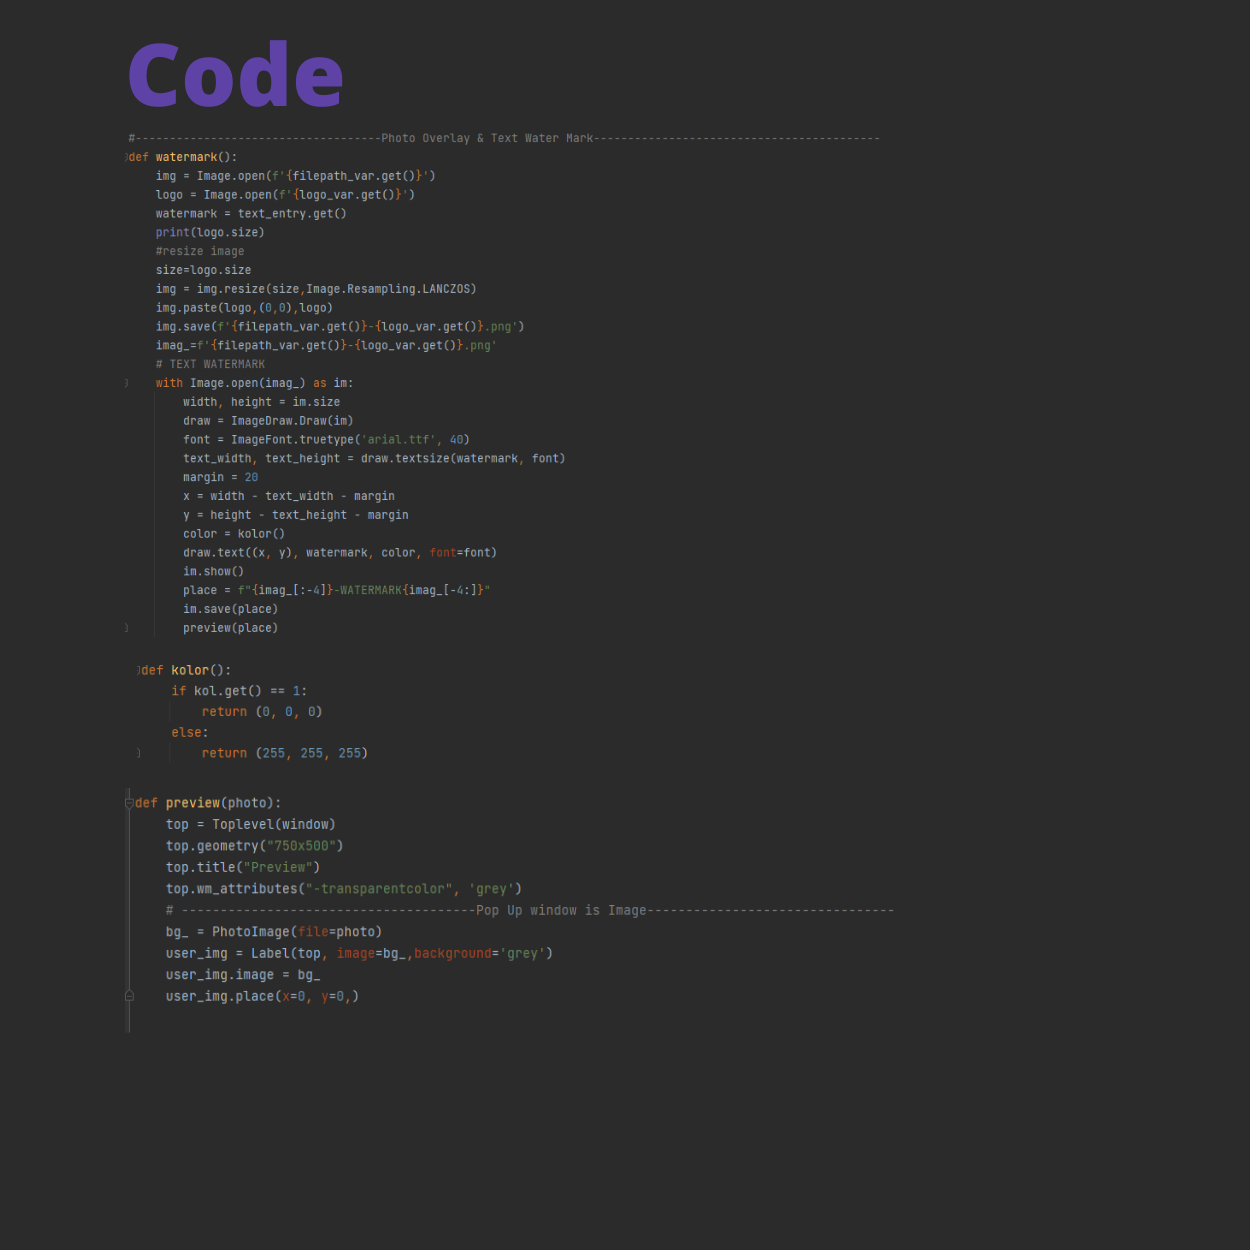 Code
#------------------------------------Photo Overlay & Text Water Mark------------------------------------------
def watermark():
    img = Image.open(f'{filepath_var.get()}')
    logo = Image.open(f'{logo_var.get()}')
    watermark = text_entry.get()
    print(logo.size)
    #resize image
    size=logo.size
    img = img.resize(size,Image.Resampling.LANCZOS)
    img.paste(logo,(0,0),logo)
    img.save(f'{filepath_var.get()}-{logo_var.get()}.png')
    imag_=f'{filepath_var.get()}-{logo_var.get()}.png'
    # TEXT WATERMARK
    with Image.open(imag_) as im:
        width, height = im.size
        draw = ImageDraw.Draw(im)
        font = ImageFont.truetype('arial.ttf', 40)
        text_width, text_height = draw.textsize(watermark, font)
        margin = 20
        x = width - text_width - margin
        y = height - text_height - margin
        color = kolor()
        draw.text((x, y), watermark, color, font=font)
        im.show()
        place = f"{imag_[:-4]}-WATERMARK{imag_[-4:]}"
        im.save(place)
        preview(place)
def kolor():
    if kol.get() == 1:
        return (0, 0, 0)
    else:
        return (255, 255, 255)
def preview(photo):
    top = Toplevel(window)
    top.geometry("750x500")
    top.title("Preview")
    top.wm_attributes("-transparentcolor", 'grey')
    # --------------------------------------Pop Up window is Image--------------------------------
    bg_ = PhotoImage(file=photo)
    user_img = Label(top, image=bg_,background='grey')
    user_img.image = bg_
    user_img.place(x=0, y=0,)